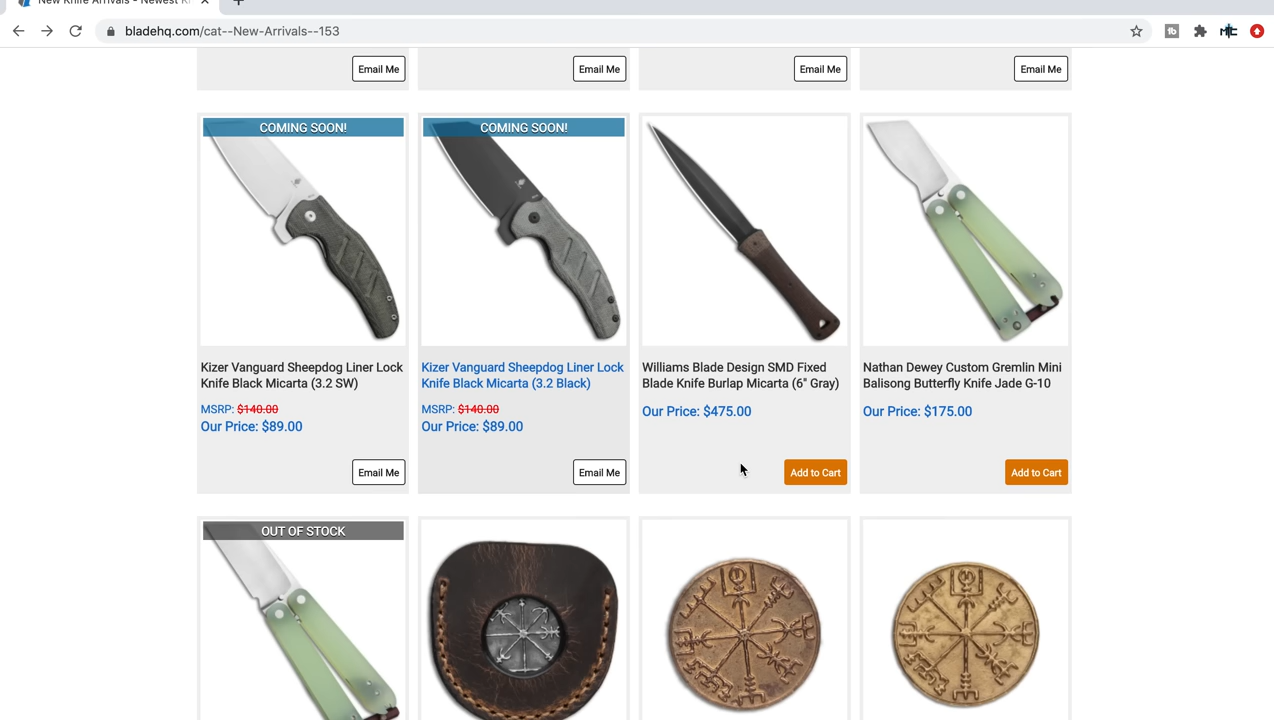 New Knife Arrivals - Newest Kn
bladehq.com/cat--New-Arrivals--153
Email Me
Email Me
Email Me
Email Me
COMING SOON!
COMING SOON!
Kizer Vanguard Sheepdog Liner Lock
Knife Black Micarta (3.2 SW)
MSRP: $140.00
Our Price: $89.00
Email Me
Kizer Vanguard Sheepdog Liner Lock
Knife Black Micarta (3.2 Black)
MSRP: $140.00
Our Price: $89.00
Email Me
Williams Blade Design SMD Fixed
Blade Knife Burlap Micarta (6" Gray)
Our Price: $475.00
Add to Cart
Nathan Dewey Custom Gremlin Mini
Balisong Butterfly Knife Jade G-10
Our Price: $175.00
Add to Cart
OUT OF STOCK